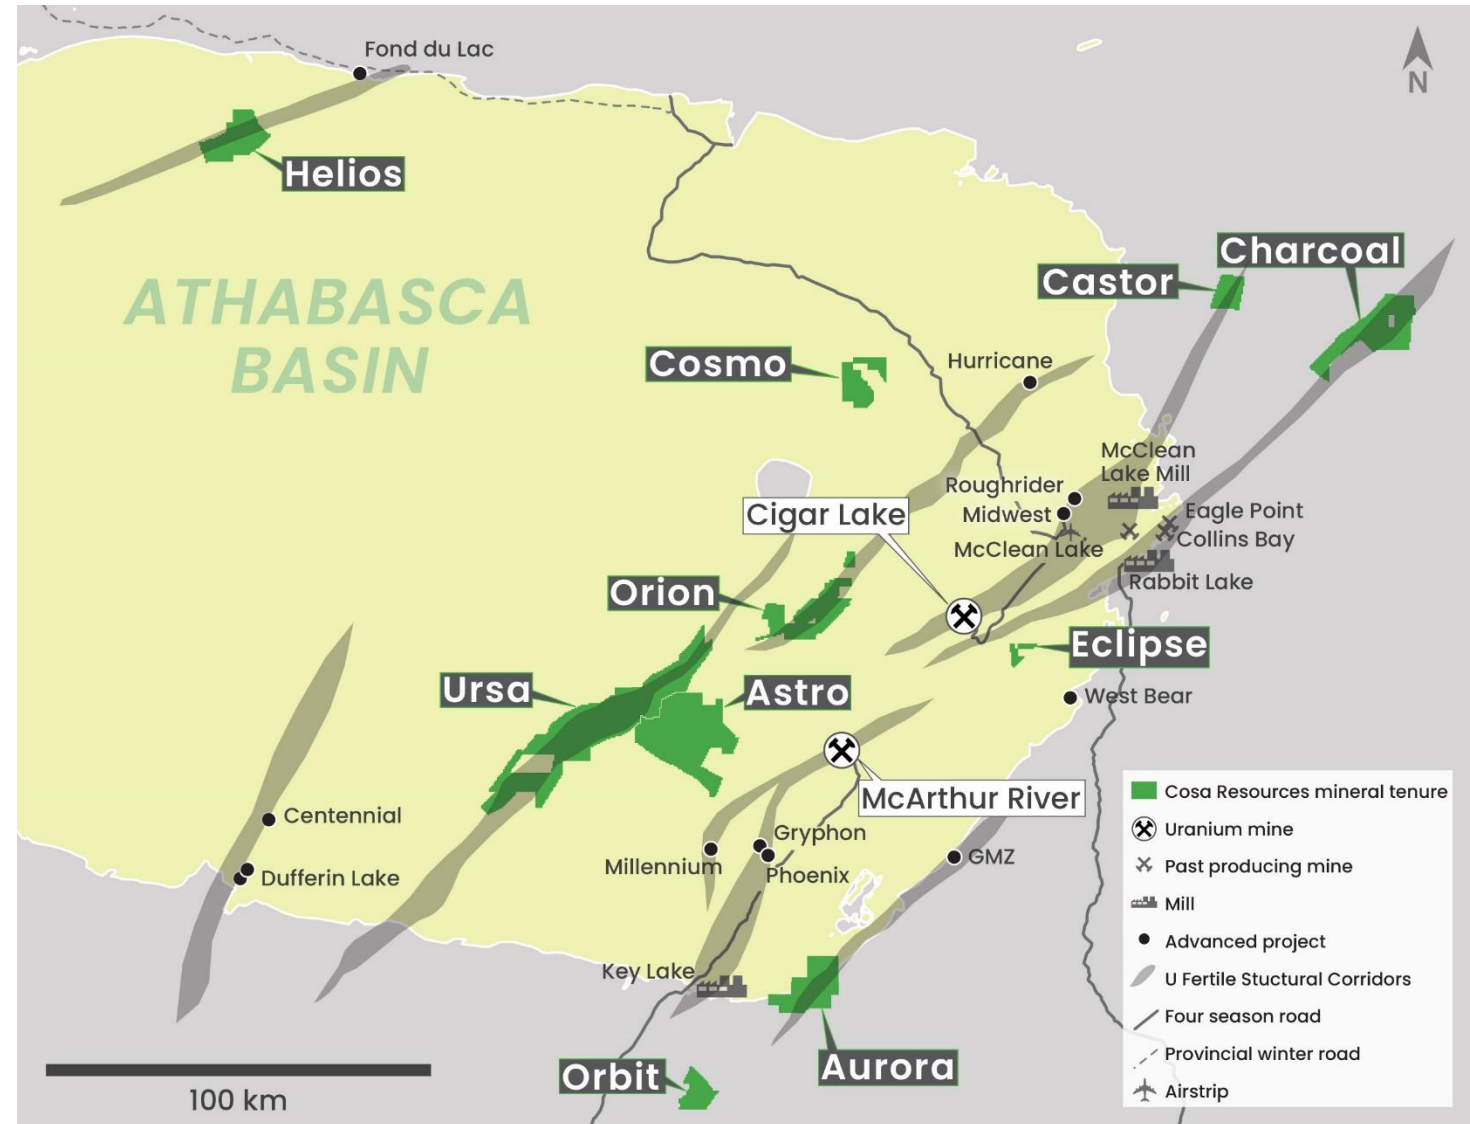 Fond du Lac
N
Helios
Charcoal
Castor
ATHABASCA
BASIN
Cosmo
Hurricane
McClean
Lake Mill
Roughrider
Midwest
Cigar Lake
Eagle Point
Collins Bay
McClean Lake
Rabbit Lake
Orion
Eclipse
Ursa
Astro
West Bear
McArthur River
Centennial
Gryphon
Millennium
Phoenix
GMZ
Dufferin Lake
Key Lake
Aurora
Orbit
100 km
Cosa Resources mineral tenure
Uranium mine
Past producing mine
Mill
Advanced project
U Fertile Stuctural Corridors
Four season road
Provincial winter road
Airstrip